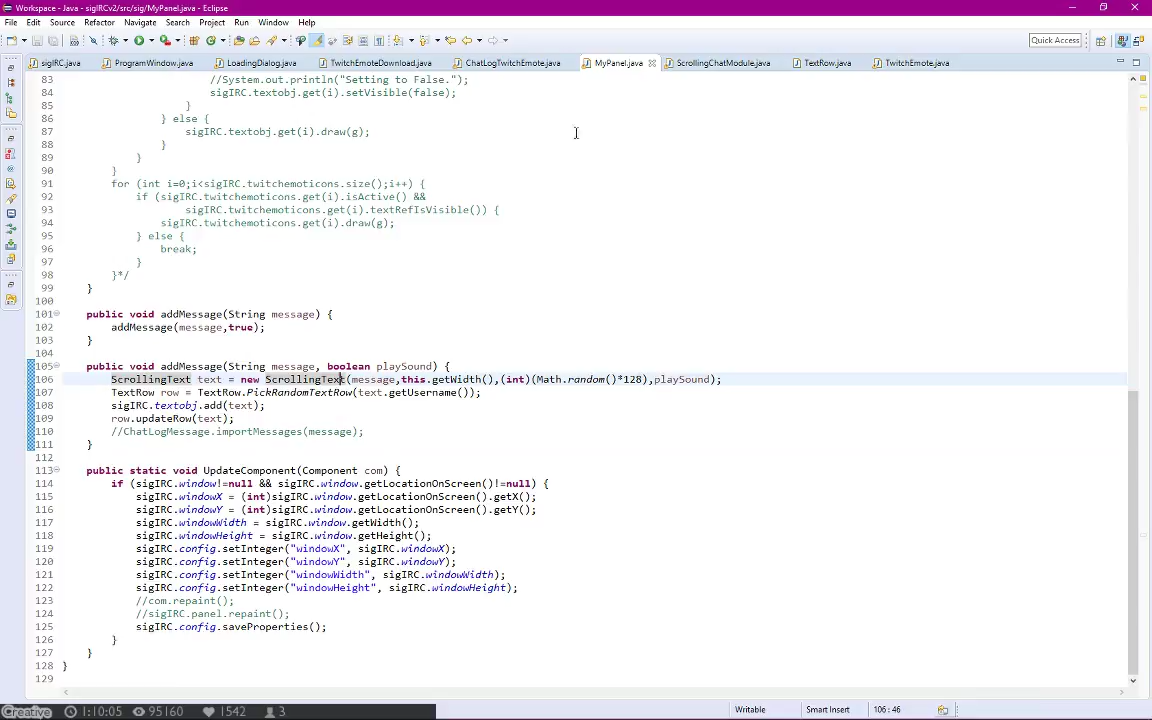 Workspace - Java - sigIRCv2/src/sig/MyPanel.java - Eclipse
File Edit Source Refactor Navigate Search Project Run Window Help
Quick Access
sigIRC.java ProgramWindow.java LoadingDialog.java TwitchEmoteDownload.java ChatLogTwitchEmote.java MyPanel.java ScrollingChatModule.java TextRow.java TwitchEmote.java
83 //System.out.println("Setting to False.");
84 sigIRC.textobj.get(i).setVisible(false);
85 }
86 } else {
87 sigIRC.textobj.get(i).draw(g);
88 }
89 }
90 }
91 for (int i=0;i<sigIRC.twitchemoticons.size();i++) {
92 if (sigIRC.twitchemoticons.get(i).isActive() &&
93 sigIRC.twitchemoticons.get(i).textRefIsVisible()) {
94 sigIRC.twitchemoticons.get(i).draw(g);
95 } else {
96 break;
97 }
98 }*/
99 }
100
101 public void addMessage(String message) {
102 addMessage(message,true);
103 }
104
105 public void addMessage(String message, boolean playSound) {
106 ScrollingText text = new ScrollingText(message,this.getWidth(),(int)(Math.random()*128),playSound);
107 TextRow row = TextRow.PickRandomTextRow(text.getUsername());
108 sigIRC.textobj.add(text);
109 row.updateRow(text);
110 //ChatLogMessage.importMessages(message);
111 }
112
113 public static void UpdateComponent(Component com) {
114 if (sigIRC.window!=null && sigIRC.window.getLocationOnScreen()!=null) {
115 sigIRC.windowX = (int)sigIRC.window.getLocationOnScreen().getX();
116 sigIRC.windowY = (int)sigIRC.window.getLocationOnScreen().getY();
117 sigIRC.windowWidth = sigIRC.window.getWidth();
118 sigIRC.windowHeight = sigIRC.window.getHeight();
119 sigIRC.config.setInteger("windowX", sigIRC.windowX);
120 sigIRC.config.setInteger("windowY", sigIRC.windowY);
121 sigIRC.config.setInteger("windowWidth", sigIRC.windowWidth);
122 sigIRC.config.setInteger("windowHeight", sigIRC.windowHeight);
123 //com.repaint();
124 //sigIRC.panel.repaint();
125 sigIRC.config.saveProperties();
126 }
127 }
128 }
129
Creative 1:10:05 95160 1542 3 Writable Smart Insert 106 : 46